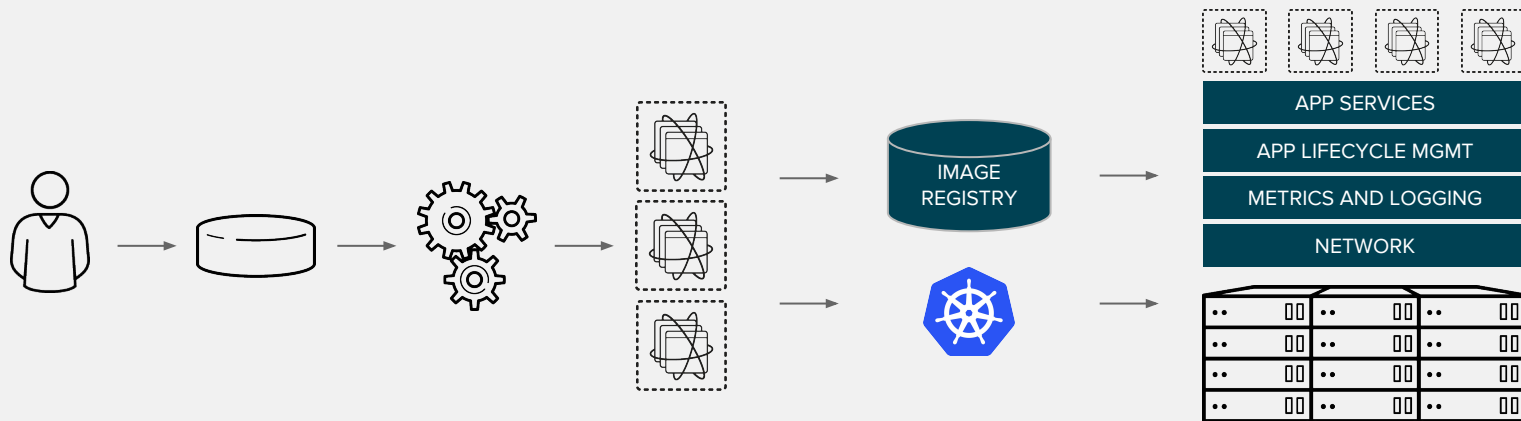 IMAGE
REGISTRY
APP SERVICES
APP LIFECYCLE MGMT
METRICS AND LOGGING
NETWORK